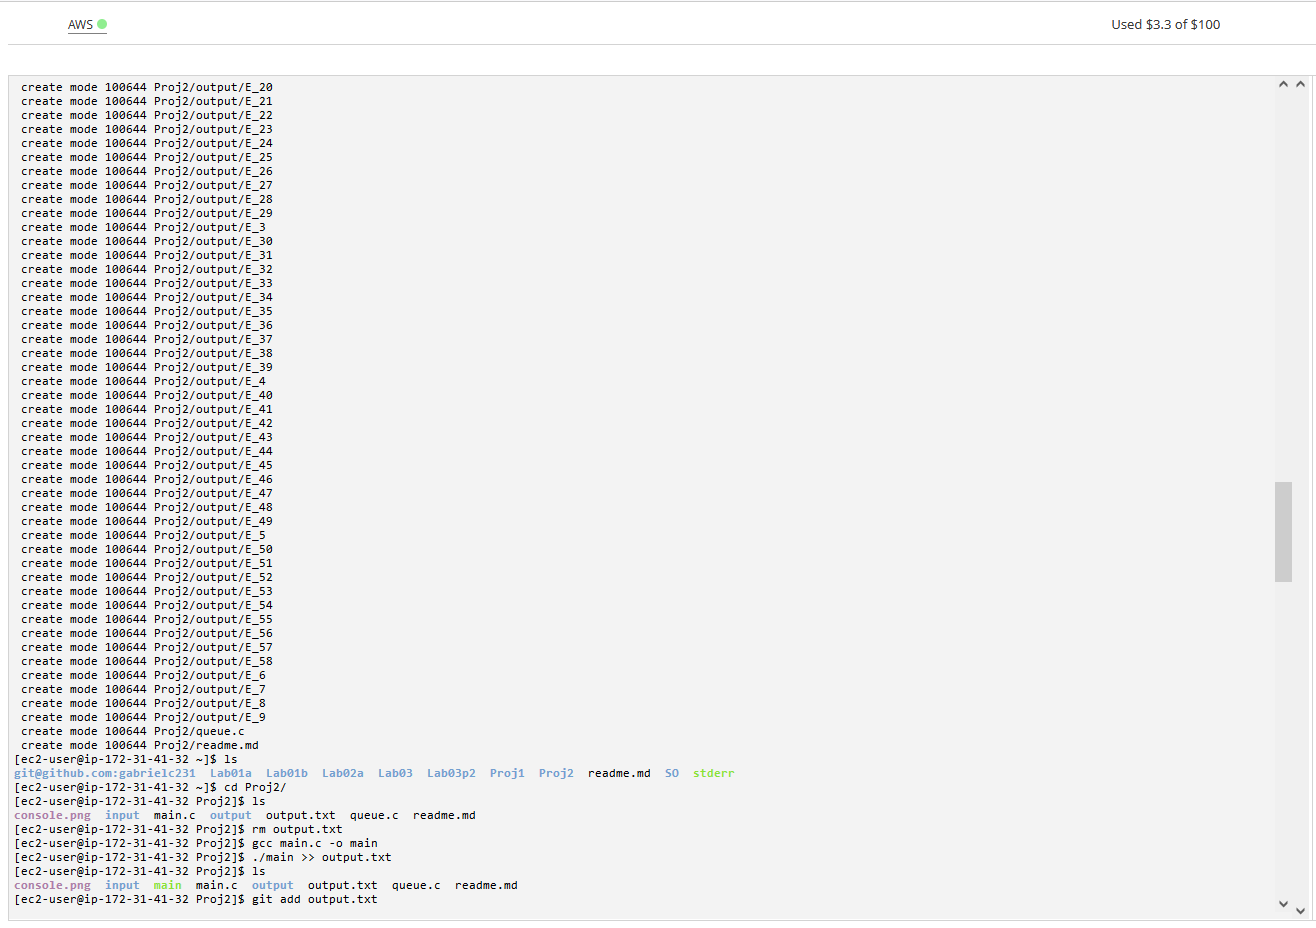 AWS Used $3.3 of $100
create mode 100644 Proj2/output/E_20
create mode 100644 Proj2/output/E_21
create mode 100644 Proj2/output/E_22
create mode 100644 Proj2/output/E_23
create mode 100644 Proj2/output/E_24
create mode 100644 Proj2/output/E_25
create mode 100644 Proj2/output/E_26
create mode 100644 Proj2/output/E_27
create mode 100644 Proj2/output/E_28
create mode 100644 Proj2/output/E_29
create mode 100644 Proj2/output/E_3
create mode 100644 Proj2/output/E_30
create mode 100644 Proj2/output/E_31
create mode 100644 Proj2/output/E_32
create mode 100644 Proj2/output/E_33
create mode 100644 Proj2/output/E_34
create mode 100644 Proj2/output/E_35
create mode 100644 Proj2/output/E_36
create mode 100644 Proj2/output/E_37
create mode 100644 Proj2/output/E_38
create mode 100644 Proj2/output/E_39
create mode 100644 Proj2/output/E_4
create mode 100644 Proj2/output/E_40
create mode 100644 Proj2/output/E_41
create mode 100644 Proj2/output/E_42
create mode 100644 Proj2/output/E_43
create mode 100644 Proj2/output/E_44
create mode 100644 Proj2/output/E_45
create mode 100644 Proj2/output/E_46
create mode 100644 Proj2/output/E_47
create mode 100644 Proj2/output/E_48
create mode 100644 Proj2/output/E_49
create mode 100644 Proj2/output/E_5
create mode 100644 Proj2/output/E_50
create mode 100644 Proj2/output/E_51
create mode 100644 Proj2/output/E_52
create mode 100644 Proj2/output/E_53
create mode 100644 Proj2/output/E_54
create mode 100644 Proj2/output/E_55
create mode 100644 Proj2/output/E_56
create mode 100644 Proj2/output/E_57
create mode 100644 Proj2/output/E_58
create mode 100644 Proj2/output/E_6
create mode 100644 Proj2/output/E_7
create mode 100644 Proj2/output/E_8
create mode 100644 Proj2/output/E_9
create mode 100644 Proj2/queue.c
create mode 100644 Proj2/readme.md
[ec2-user@ip-172-31-41-32 ~]$ ls
git@github.com:gabrielc231 Lab01a Lab01b Lab02a Lab03 Lab03p2 Proj1 Proj2 readme.md SO stderr
[ec2-user@ip-172-31-41-32 ~]$ cd Proj2/
[ec2-user@ip-172-31-41-32 Proj2]$ ls
console.png input main.c output output.txt queue.c readme.md
[ec2-user@ip-172-31-41-32 Proj2]$ rm output.txt
[ec2-user@ip-172-31-41-32 Proj2]$ gcc main.c -o main
[ec2-user@ip-172-31-41-32 Proj2]$ ./main >> output.txt
[ec2-user@ip-172-31-41-32 Proj2]$ ls
console.png input main main.c output output.txt queue.c readme.md
[ec2-user@ip-172-31-41-32 Proj2]$ git add output.txt